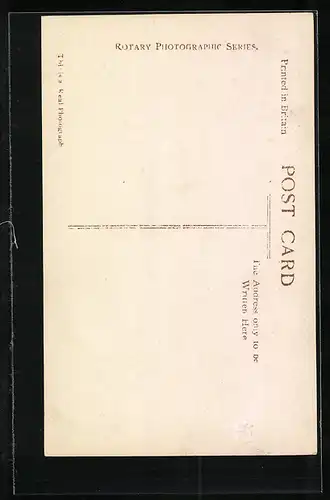 ROTARY PHOTOGRAPHIC SERIES.
Printed in Britain
POST CARD
This is a Real Photograph
The Address only to be
Written Here